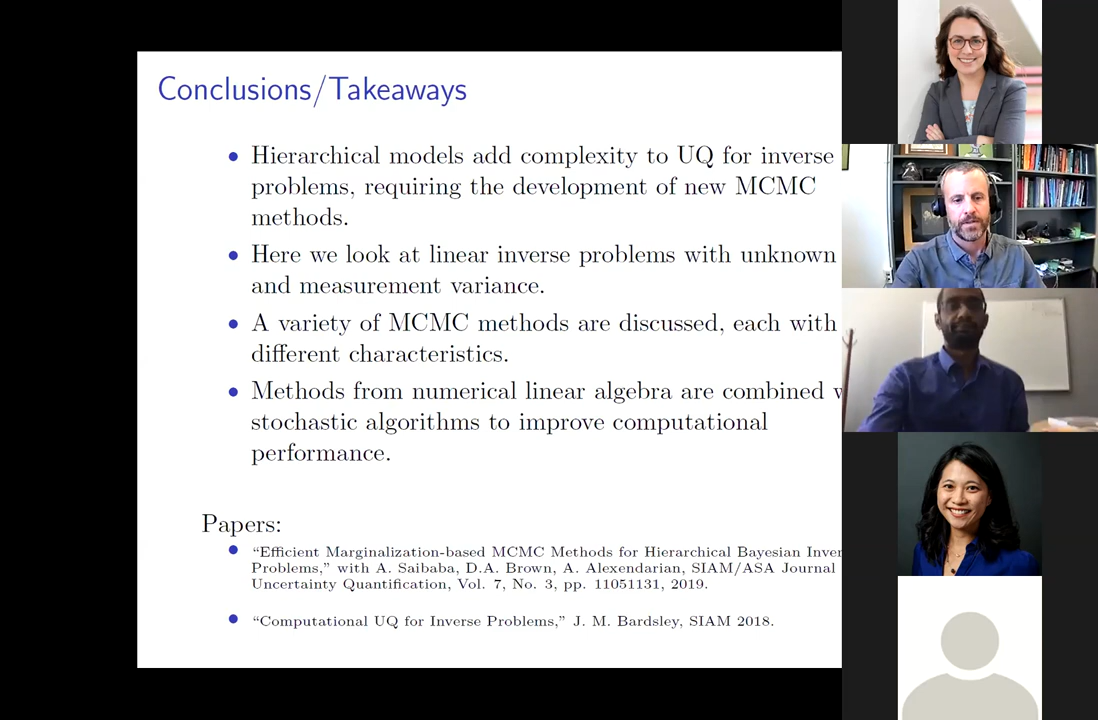 Conclusions/Takeaways
• Hierarchical models add complexity to UQ for inverse
problems, requiring the development of new MCMC
methods.
• Here we look at linear inverse problems with unknown
and measurement variance.
• A variety of MCMC methods are discussed, each with
different characteristics.
• Methods from numerical linear algebra are combined w
stochastic algorithms to improve computational
performance.
Papers:
• “Efficient Marginalization-based MCMC Methods for Hierarchical Bayesian Inver
Problems,” with A. Saibaba, D.A. Brown, A. Alexendarian, SIAM/ASA Journal
Uncertainty Quantification, Vol. 7, No. 3, pp. 11051131, 2019.
• “Computational UQ for Inverse Problems,” J. M. Bardsley, SIAM 2018.